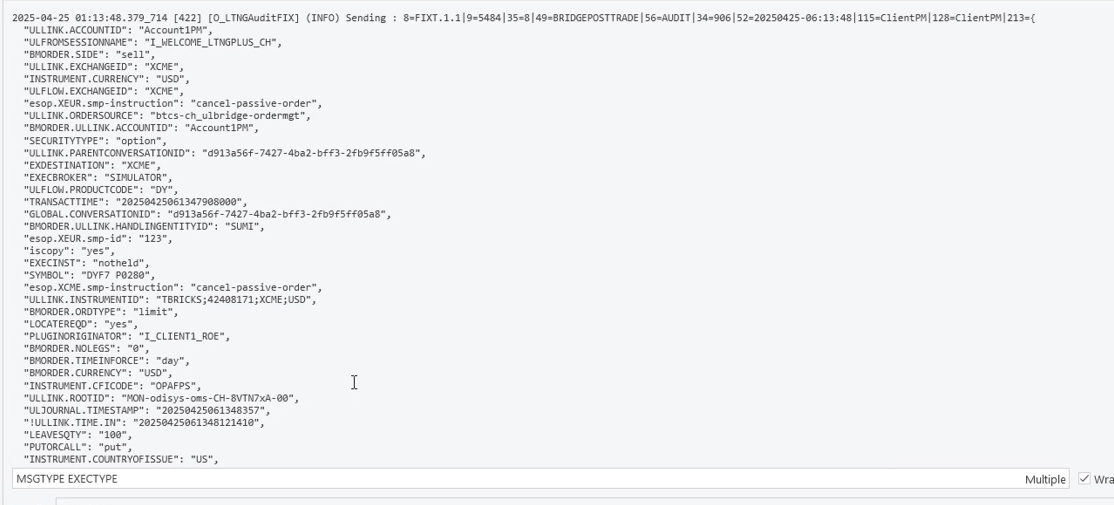 2025-04-25 01:13:48.379_714 [422] [O_LTNGAuditFIX] (INFO) Sending : 8=FIXT.1.1|9=5484|35=8|49=BRIDGEPOSTTRADE|56=AUDIT|34=906|52=20250425-06:13:48|115=ClientPM|128=ClientPM|213={
"ULLINK.ACCOUNTID": "Account1PM",
"ULFROMSESSIONNAME": "I_WELCOME_LTNGPLUS_CH",
"BMORDER.SIDE": "sell",
"ULLINK.EXCHANGEID": "XCME",
"INSTRUMENT.CURRENCY": "USD",
"ULFLOW.EXCHANGEID": "XCME",
"esop.XEUR.smp-instruction": "cancel-passive-order",
"ULLINK.ORDERSOURCE": "btcs-ch_ulbridge-ordermgt",
"BMORDER.ULLINK.ACCOUNTID": "Account1PM",
"SECURITYTYPE": "option",
"ULLINK.PARENTCONVERSATIONID": "d913a56f-7427-4ba2-bff3-2fb9f5ff05a8",
"EXDESTINATION": "XCME",
"EXECBROKER": "SIMULATOR",
"ULFLOW.PRODUCTCODE": "DY",
"TRANSACTTIME": "20250425061347908000",
"GLOBAL.CONVERSATIONID": "d913a56f-7427-4ba2-bff3-2fb9f5ff05a8",
"BMORDER.ULLINK.HANDLINGENTITYID": "SUMI",
"esop.XEUR.smp-id": "123",
"iscopy": "yes",
"EXECINST": "notheld",
"SYMBOL": "DYF7 P0280",
"esop.XCME.smp-instruction": "cancel-passive-order",
"ULLINK.INSTRUMENTID": "TBRICKS;42408171;XCME;USD",
"BMORDER.ORDTYPE": "limit",
"LOCATEREQD": "yes",
"PLUGINORIGINATOR": "I_CLIENT1_ROE",
"BMORDER.NOLEGS": "0",
"BMORDER.TIMEINFORCE": "day",
"BMORDER.CURRENCY": "USD",
"INSTRUMENT.CFICODE": "OPAFPS",
"ULLINK.ROOTID": "MON-odisys-oms-CH-8VTN7xA-00",
"ULJOURNAL.TIMESTAMP": "20250425061348357",
"!ULLINK.TIME.IN": "20250425061348121410",
"LEAVESQTY": "100",
"PUTORCALL": "put",
"INSTRUMENT.COUNTRYOFISSUE": "US",
MSGTYPE EXECTYPE Multiple Wra